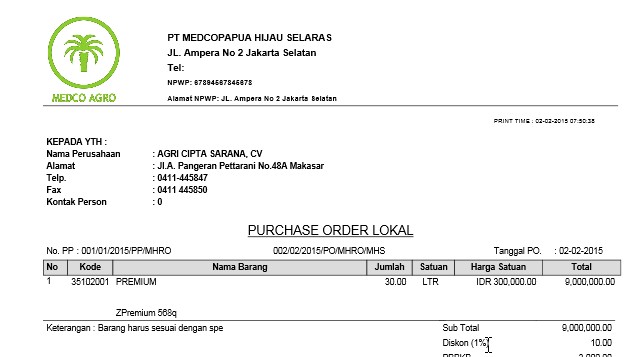 PT MEDCOPAPUA HIJAU SELARAS
JL. Ampera No 2 Jakarta Selatan
Tel:
NPWP: 67894567845678
MEDCO AGRO
Alamat NPWP: JL. Ampera No 2 Jakarta Selatan
PRINT TIME : 02-02-2015 07:50:38
KEPADA YTH :
Nama Perusahaan : AGRI CIPTA SARANA, CV
Alamat : Jl.A. Pangeran Pettarani No.48A Makasar
Telp. : 0411-445847
Fax : 0411 445850
Kontak Person : 0
PURCHASE ORDER LOKAL
No. PP : 001/01/2015/PP/MHRO 002/02/2015/PO/MHRO/MHS Tanggal PO. : 02-02-2015
No Kode Nama Barang Jumlah Satuan Harga Satuan Total
1 35102001 PREMIUM 30.00 LTR IDR 300,000.00 9,000,000.00
ZPremium 568q
Keterangan : Barang harus sesuai dengan spe Sub Total 9,000,000.00
Diskon (1%) 10.00